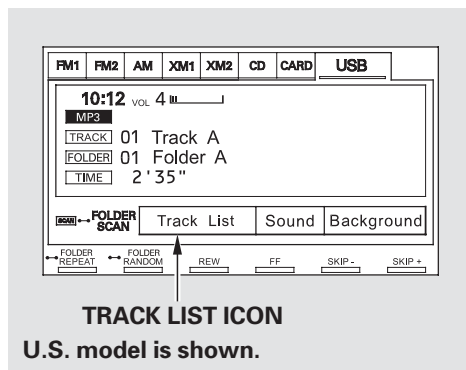 FM1 FM2 AM XM1 XM2 CD CARD USB
10:12 VOL 4
MP3
TRACK 01 Track A
FOLDER 01 Folder A
TIME 2'35"
SCAN FOLDER SCAN Track List Sound Background
FOLDER REPEAT FOLDER RANDOM REW FF SKIP - SKIP +
TRACK LIST ICON
U.S. model is shown.